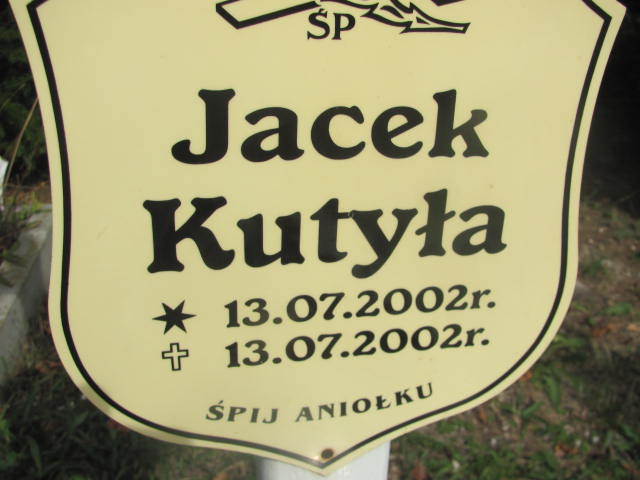 ŚP
Jacek
Kutyła
13.07.2002r.
13.07.2002r.
ŚPIJ ANIOŁKU